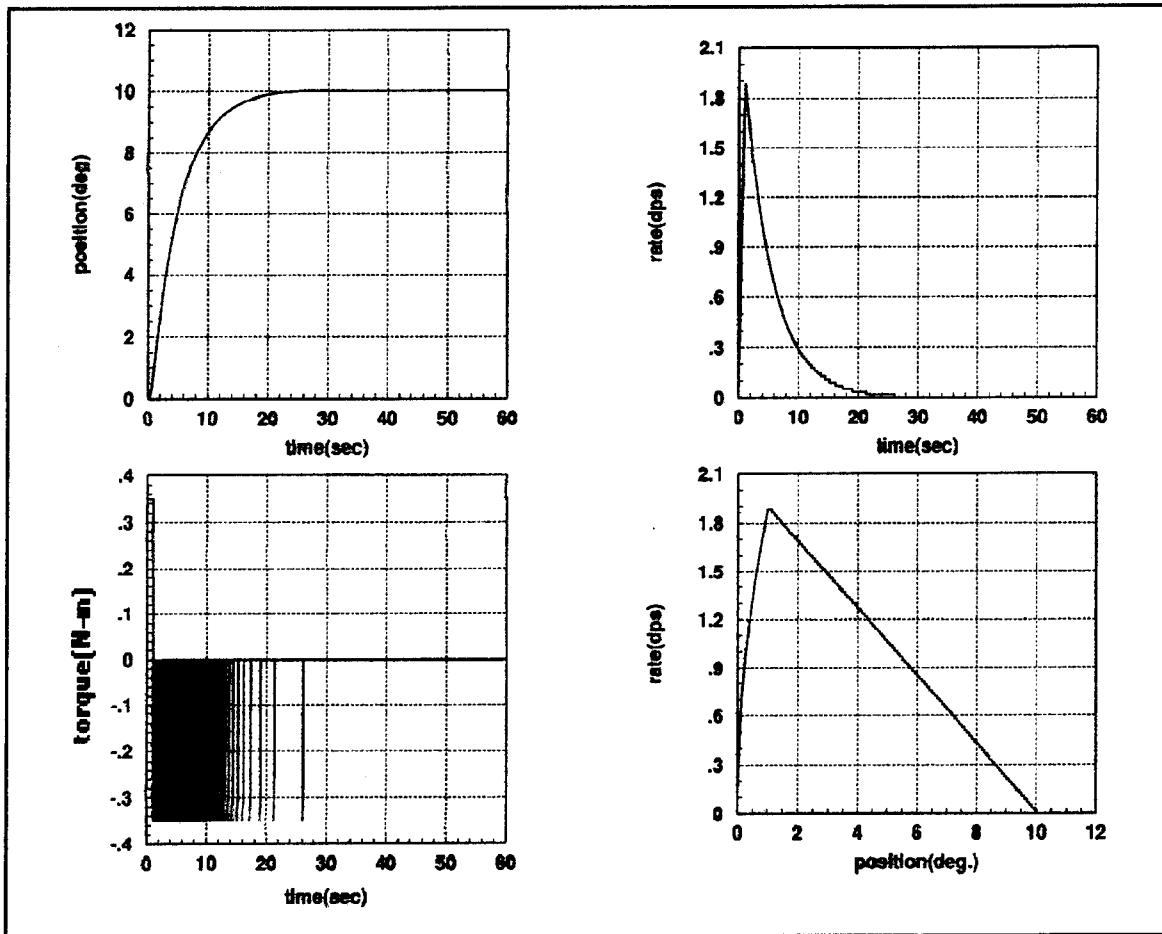 12
10
8
6
4
2
0
position(deg)
0 10 20 30 40 50 60
time(sec)
2.1
1.8
1.5
1.2
.9
.6
.3
0
rate(dps)
0 10 20 30 40 50 60
time(sec)
.4
.3
.2
.1
0
-.1
-.2
-.3
-.4
torque[N-m]
0 10 20 30 40 50 60
time(sec)
2.1
1.8
1.5
1.2
.9
.6
.3
0
rate(dps)
0 2 4 6 8 10 12
position(deg.)